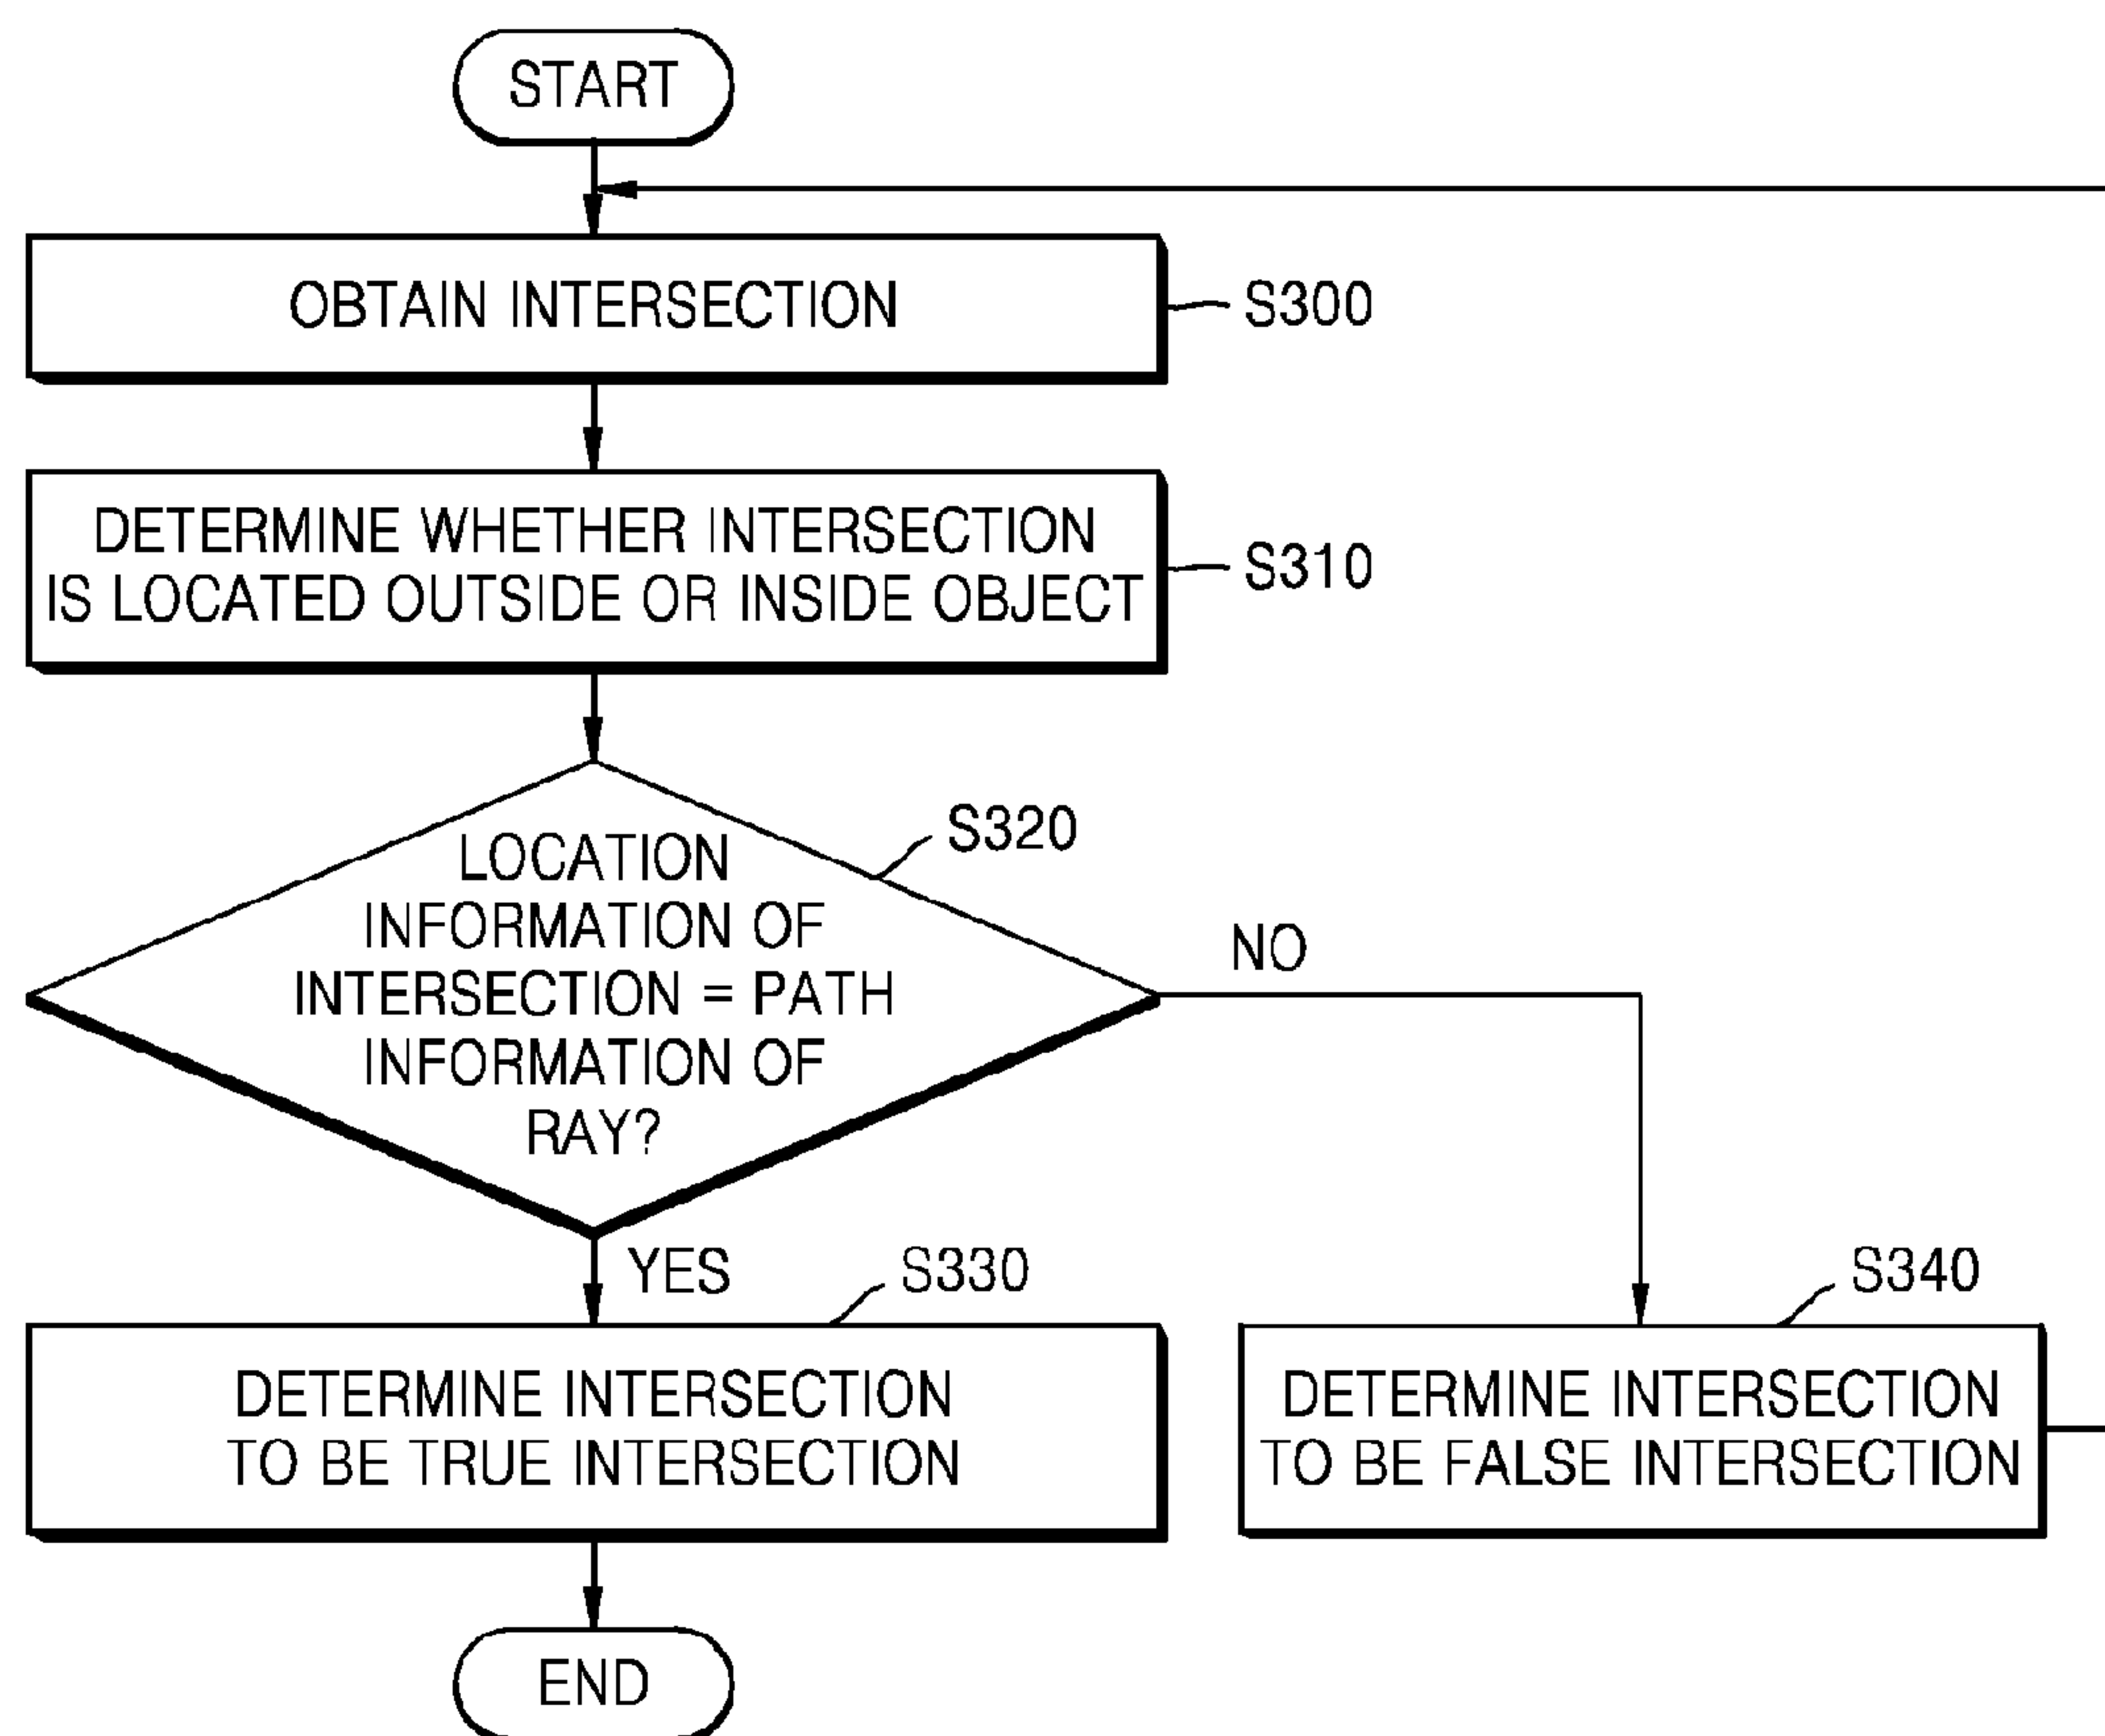 START
OBTAIN INTERSECTION
S300
DETERMINE WHETHER INTERSECTION
IS LOCATED OUTSIDE OR INSIDE OBJECT
S310
LOCATION
INFORMATION OF
INTERSECTION = PATH
INFORMATION OF
RAY?
S320
NO
YES
S330
DETERMINE INTERSECTION
TO BE TRUE INTERSECTION
S340
DETERMINE INTERSECTION
TO BE FALSE INTERSECTION
END